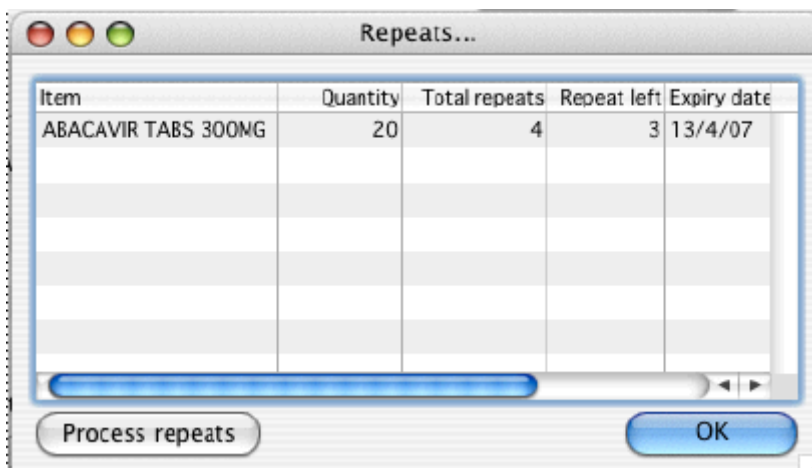 Repeats...
Item Quantity Total repeats Repeat left Expiry date
ABACAVIR TABS 300MG 20 4 3 13/4/07
Process repeats OK